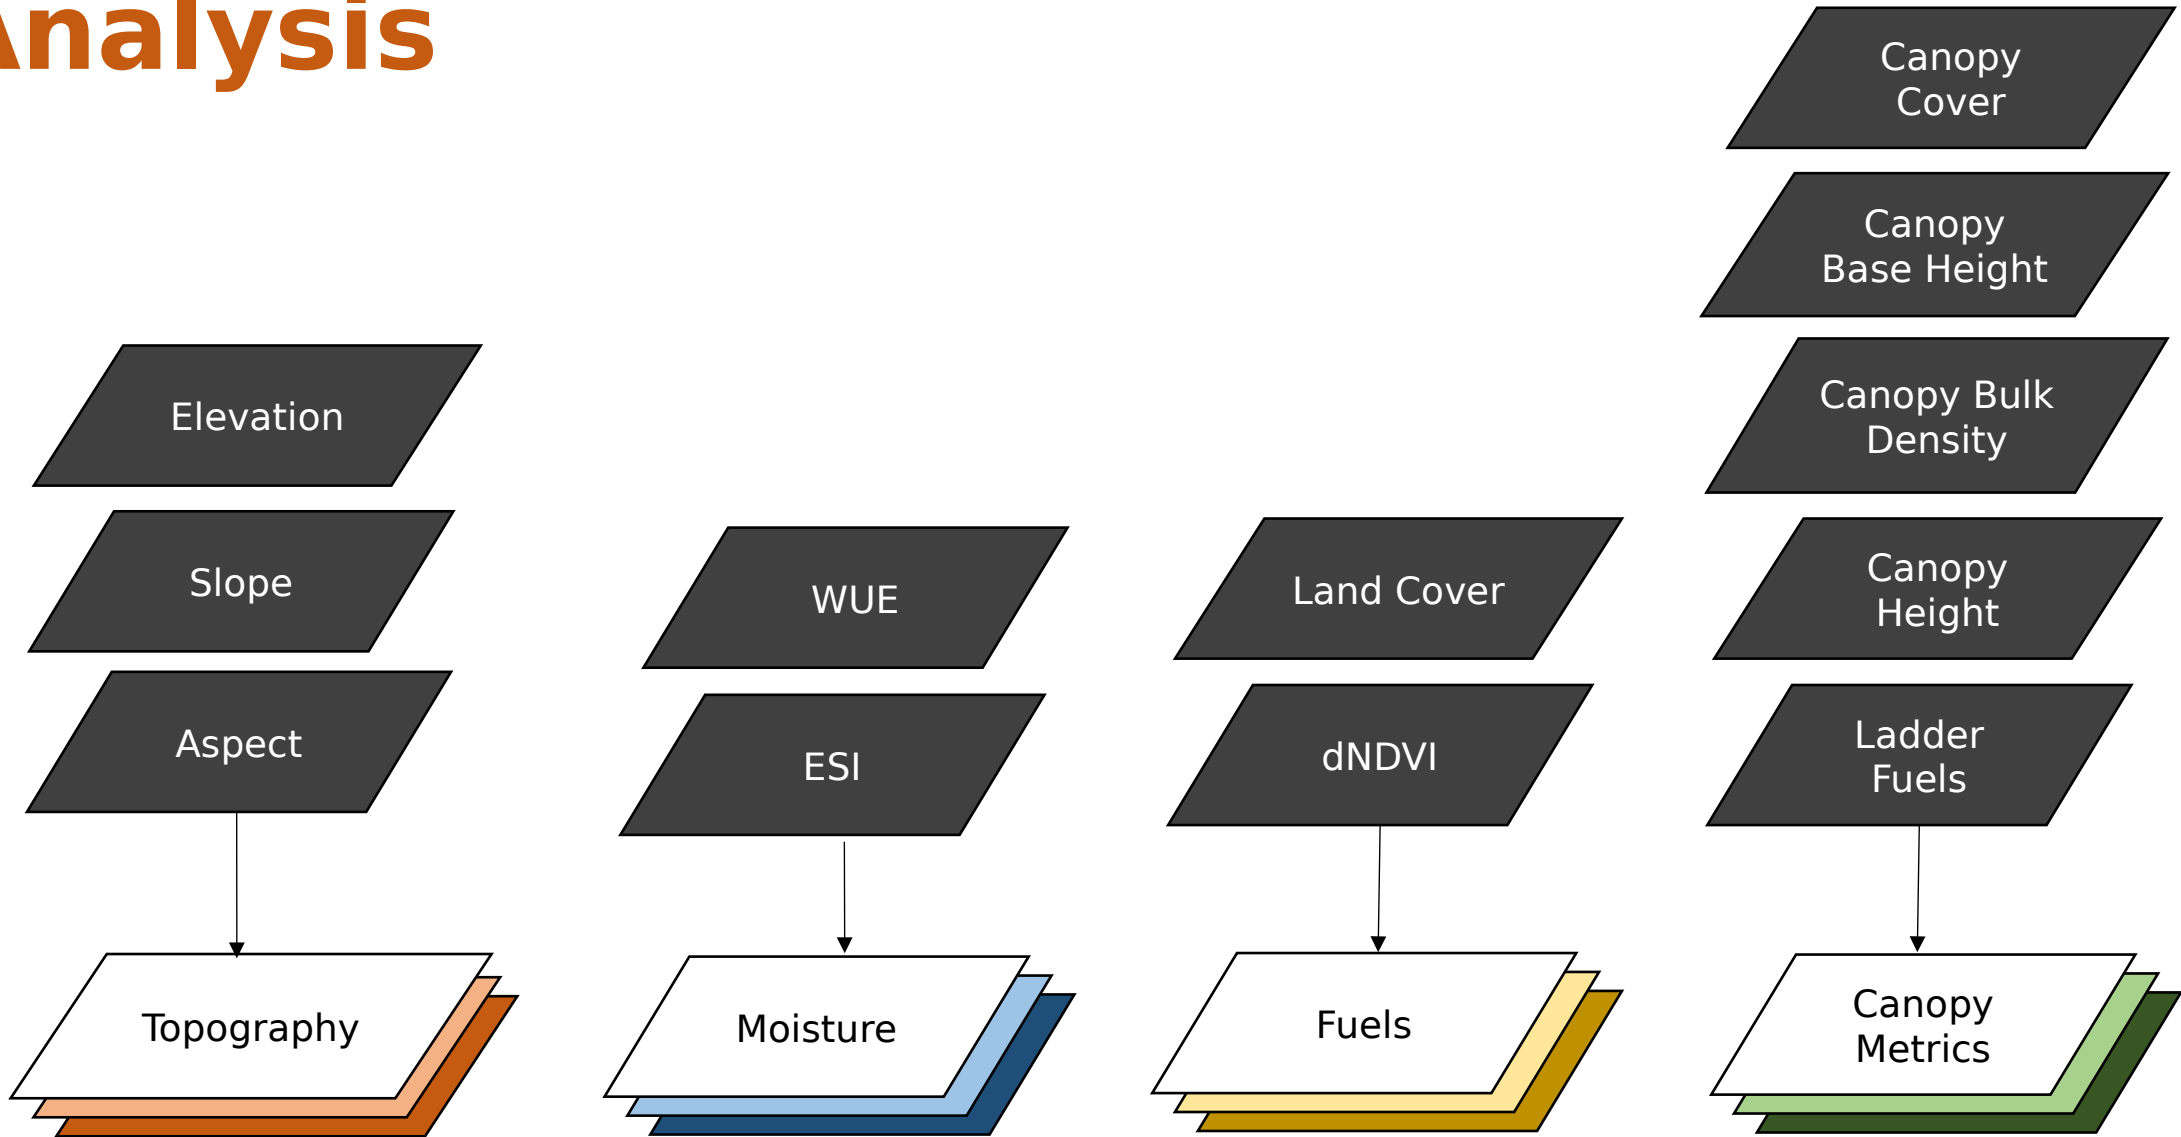 Analysis
Elevation
Slope
Aspect
Topography
WUE
ESI
Moisture
Land Cover
dNDVI
Fuels
Canopy
Cover
Canopy
Base Height
Canopy Bulk
Density
Canopy
Height
Ladder
Fuels
Canopy
Metrics